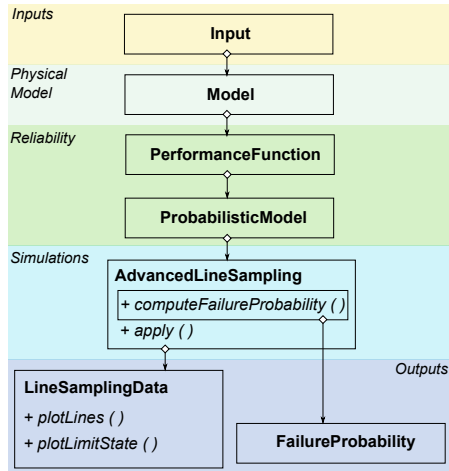 Inputs
Input
Physical
Model
Model
Reliability
PerformanceFunction
ProbabilisticModel
Simulations
AdvancedLineSampling
+ computeFailureProbability ( )
+ apply ( )
Outputs
LineSamplingData
+ plotLines ( )
+ plotLimitState ( )
FailureProbability